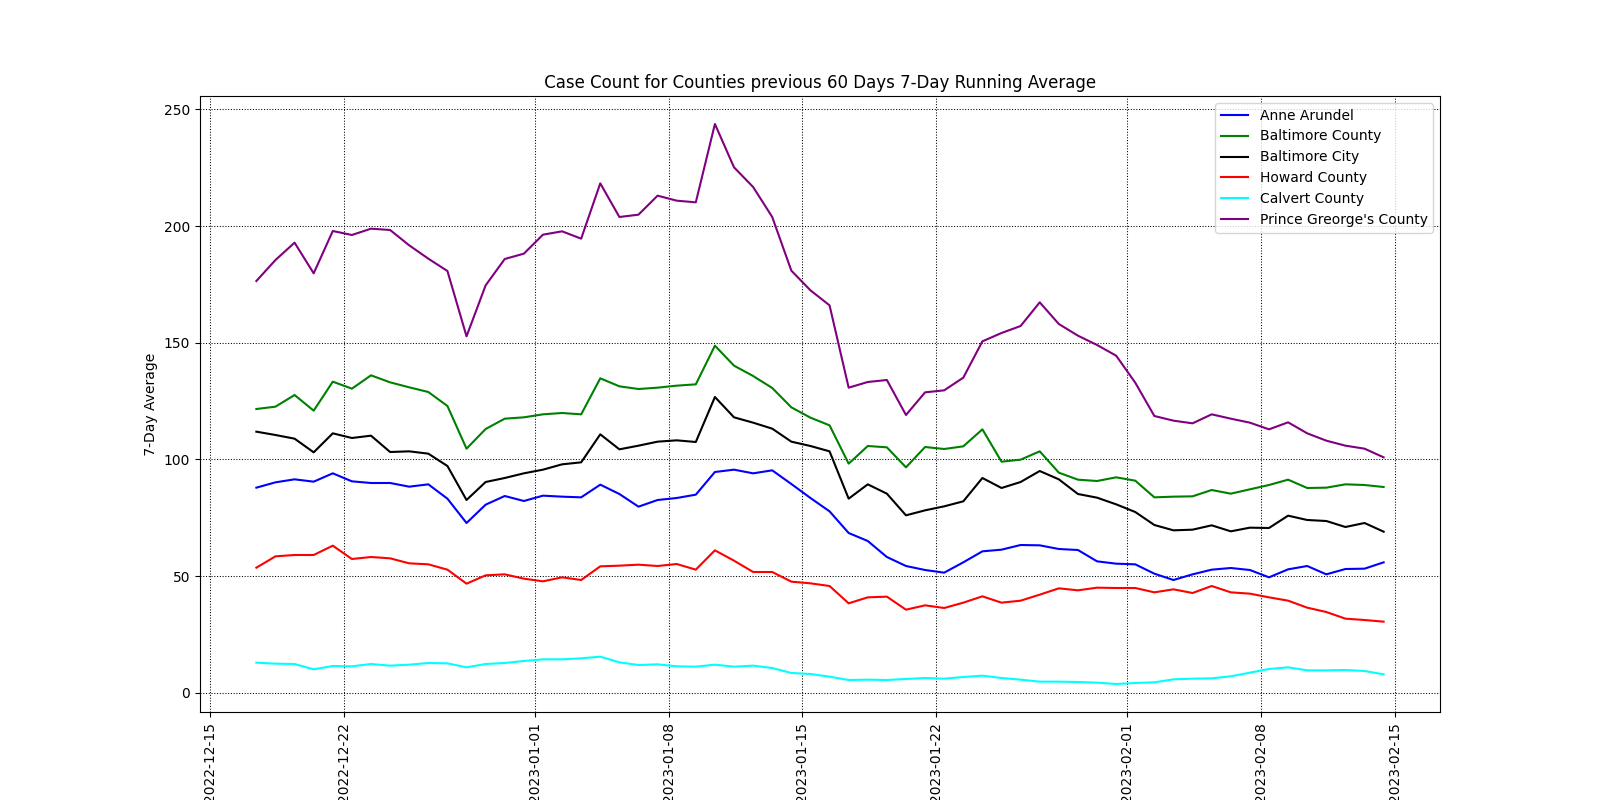 Case Count for Counties previous 60 Days 7-Day Running Average
7-Day Average
250
200
150
100
50
0
Anne Arundel
Baltimore County
Baltimore City
Howard County
Calvert County
Prince Greorge's County
2022-12-15
2022-12-22
2023-01-01
2023-01-08
2023-01-15
2023-01-22
2023-02-01
2023-02-08
2023-02-15